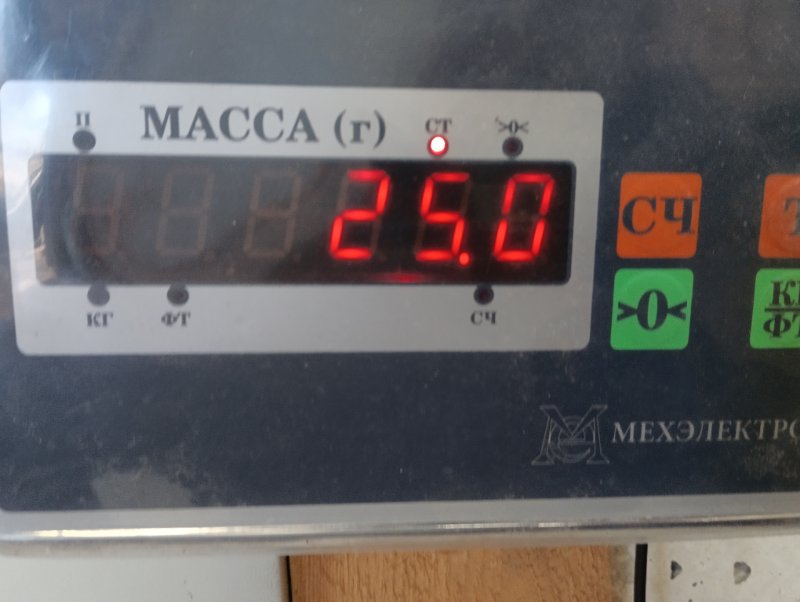 П МАССА (г) СТ >0<
25.0
КГ ФТ СЧ
СЧ
>0<
МЕХЭЛЕКТРО